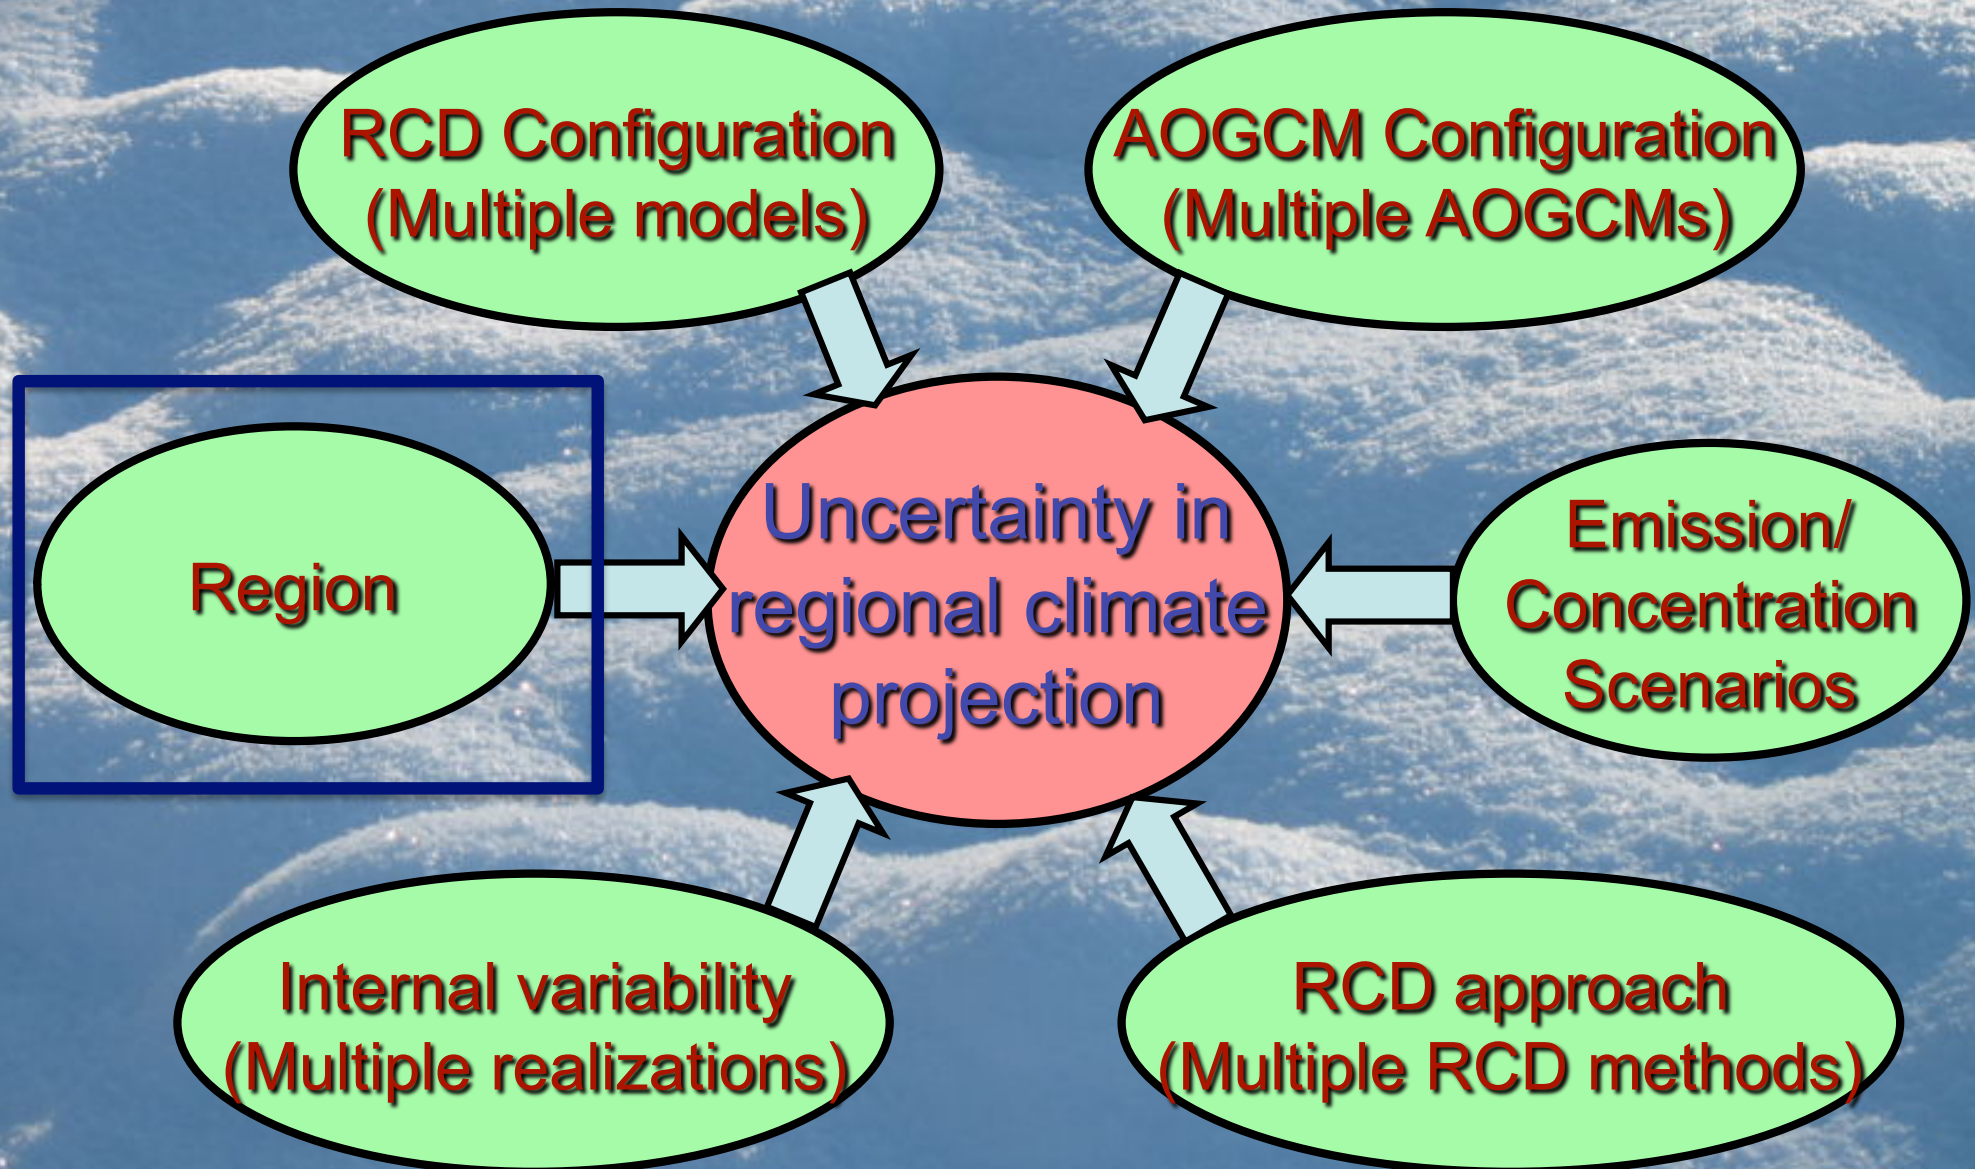 RCD Configuration
(Multiple models)
AOGCM Configuration
(Multiple AOGCMs)
Region
Uncertainty in
regional climate
projection
Emission/
Concentration
Scenarios
Internal variability
(Multiple realizations)
RCD approach
(Multiple RCD methods)